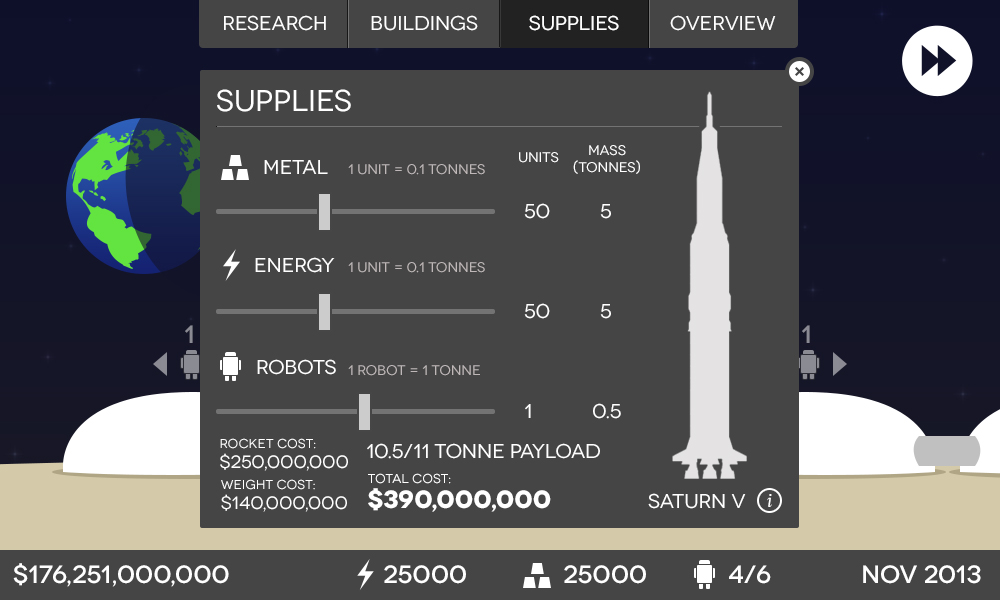 RESEARCH BUILDINGS SUPPLIES OVERVIEW
SUPPLIES
UNITS MASS (TONNES)
METAL 1 UNIT = 0.1 TONNES
50 5
ENERGY 1 UNIT = 0.1 TONNES
50 5
1 1
ROBOTS 1 ROBOT = 1 TONNE
1 0.5
ROCKET COST:
$250,000,000
10.5/11 TONNE PAYLOAD
WEIGHT COST:
$140,000,000
TOTAL COST:
$390,000,000
SATURN V i
$176,251,000,000 25000 25000 4/6 NOV 2013